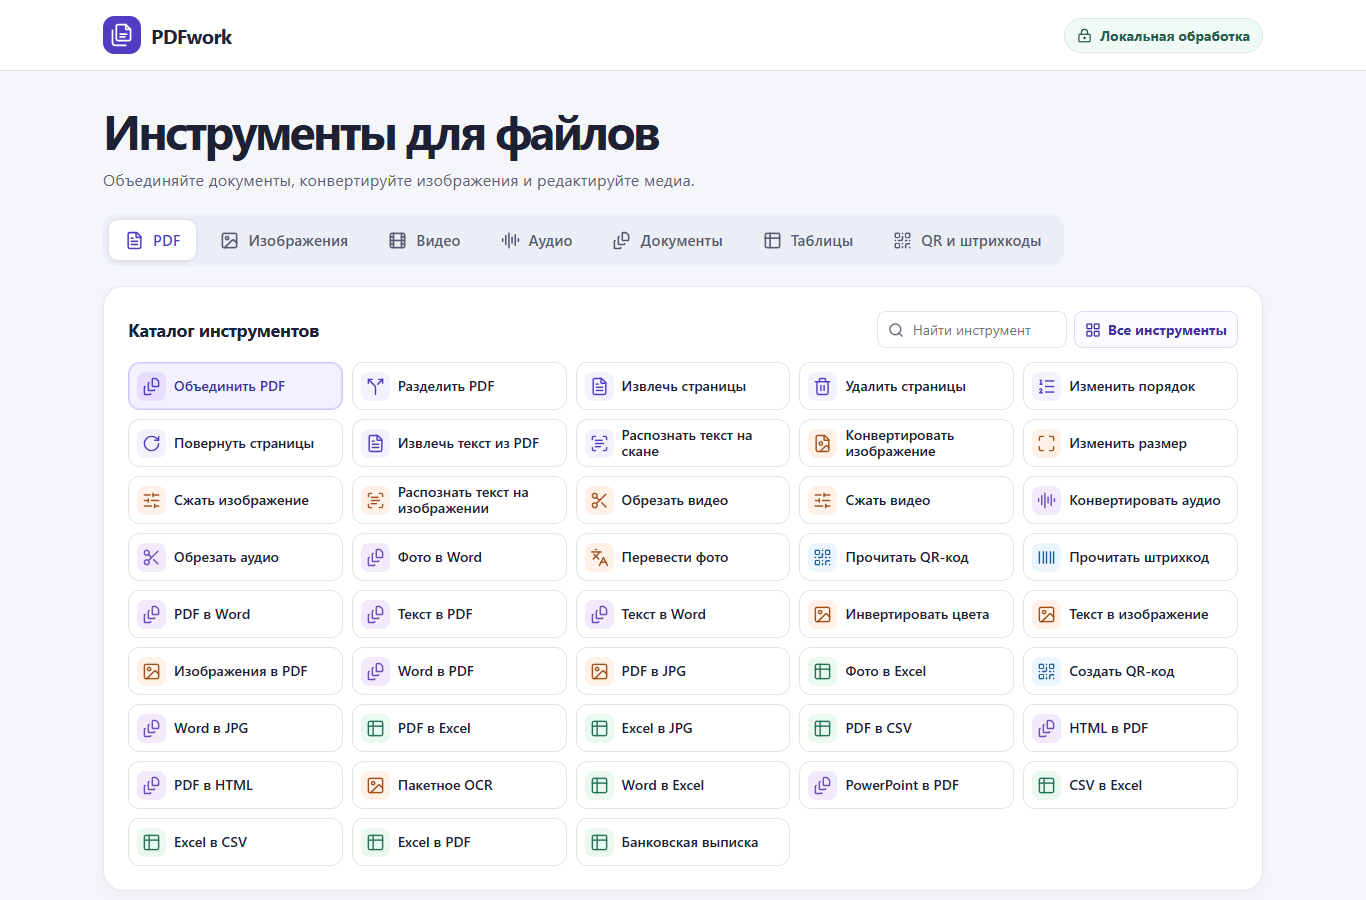 PDFwork
Локальная обработка
Инструменты для файлов
Объединяйте документы, конвертируйте изображения и редактируйте медиа.
PDF
Изображения
Видео
Аудио
Документы
Таблицы
QR и штрихкоды
Каталог инструментов
Найти инструмент
Все инструменты
Объединить PDF
Разделить PDF
Извлечь страницы
Удалить страницы
Изменить порядок
Повернуть страницы
Извлечь текст из PDF
Распознать текст на
скане
Конвертировать
изображение
Изменить размер
Сжать изображение
Распознать текст на
изображении
Обрезать видео
Сжать видео
Конвертировать аудио
Обрезать аудио
Фото в Word
Перевести фото
Прочитать QR-код
Прочитать штрихкод
PDF в Word
Текст в PDF
Текст в Word
Инвертировать цвета
Текст в изображение
Изображения в PDF
Word в PDF
PDF в JPG
Фото в Excel
Создать QR-код
Word в JPG
PDF в Excel
Excel в JPG
PDF в CSV
HTML в PDF
PDF в HTML
Пакетное OCR
Word в Excel
PowerPoint в PDF
CSV в Excel
Excel в CSV
Excel в PDF
Банковская выписка